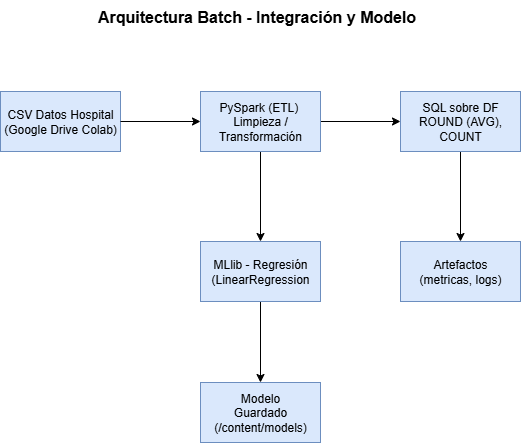 Arquitectura Batch - Integración y Modelo
CSV Datos Hospital
(Google Drive Colab)
PySpark (ETL)
Limpieza /
Transformación
SQL sobre DF
ROUND (AVG),
COUNT
MLlib - Regresión
(LinearRegression
Artefactos
(metricas, logs)
Modelo
Guardado
(/content/models)